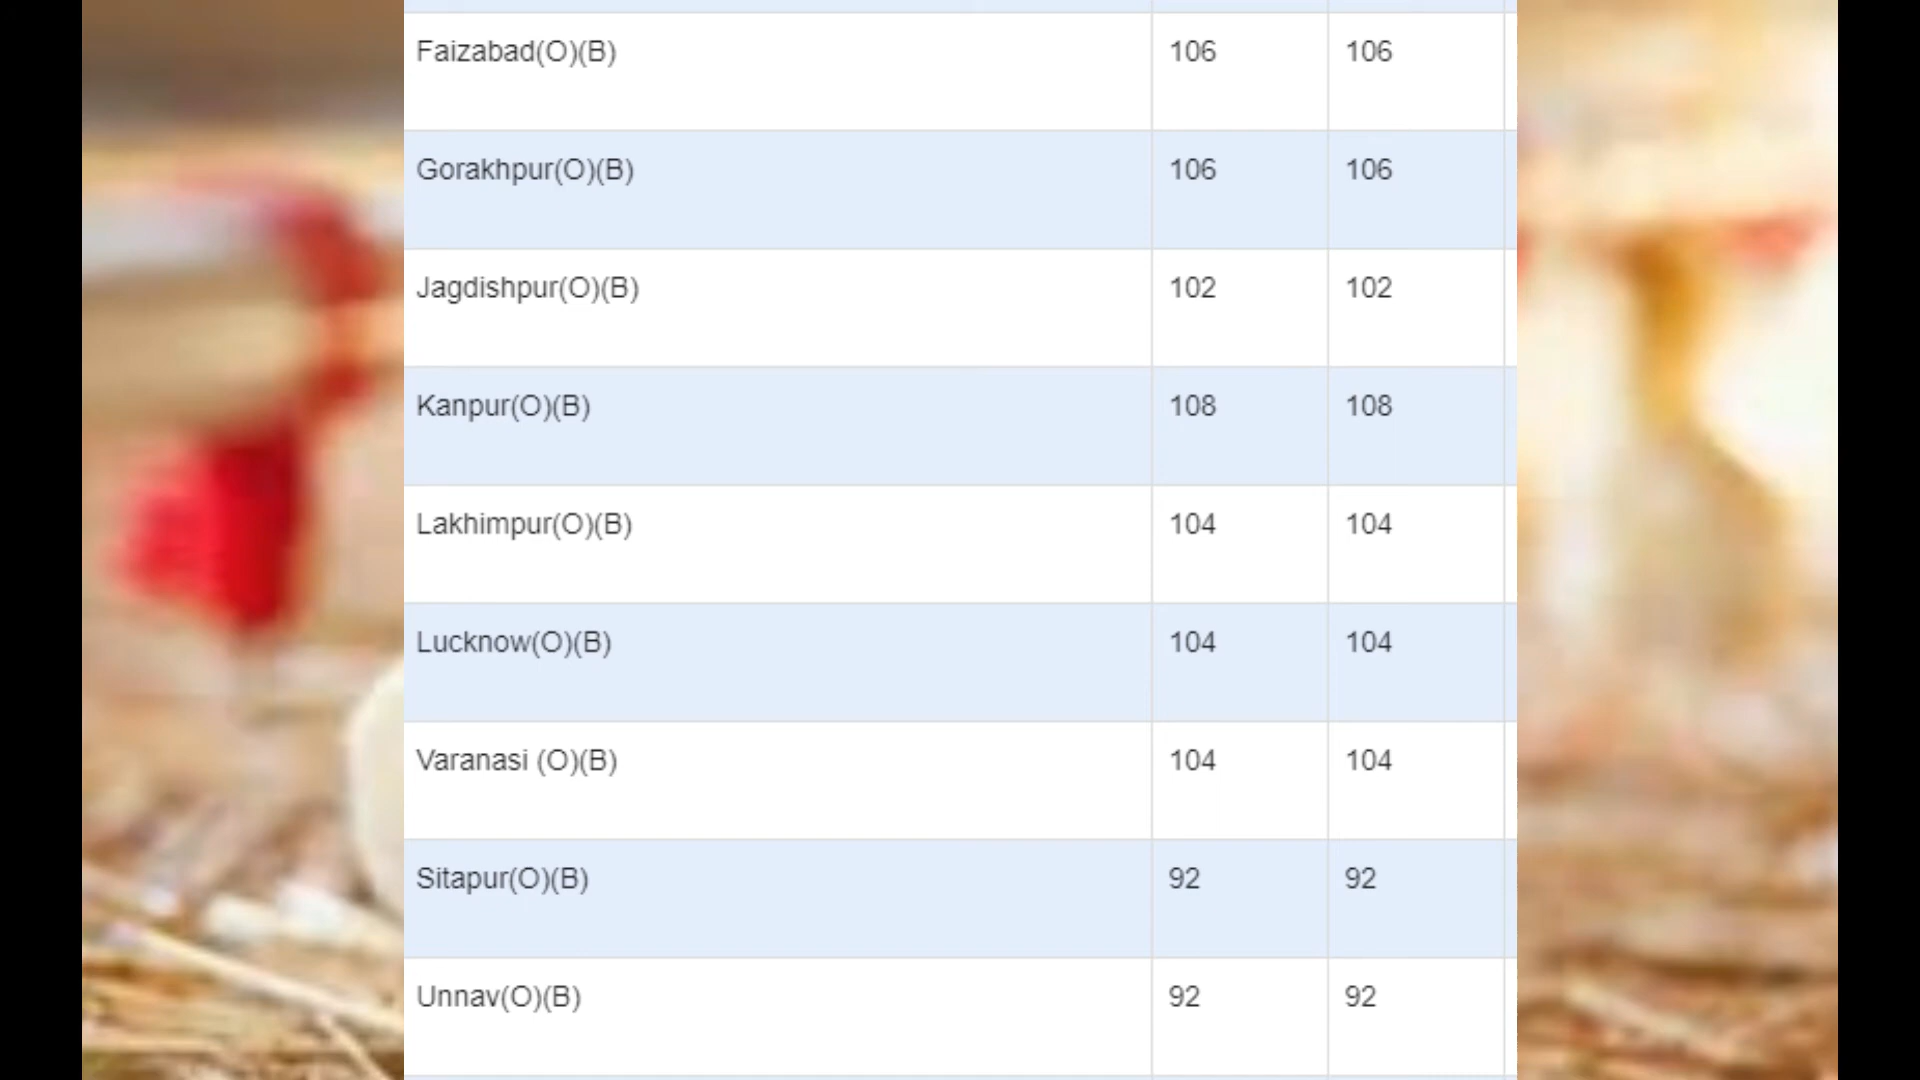 Faizabad(O)(B) 106 106
Gorakhpur(O)(B) 106 106
Jagdishpur(O)(B) 102 102
Kanpur(O)(B) 108 108
Lakhimpur(O)(B) 104 104
Lucknow(O)(B) 104 104
Varanasi (O)(B) 104 104
Sitapur(O)(B) 92 92
Unnav(O)(B) 92 92